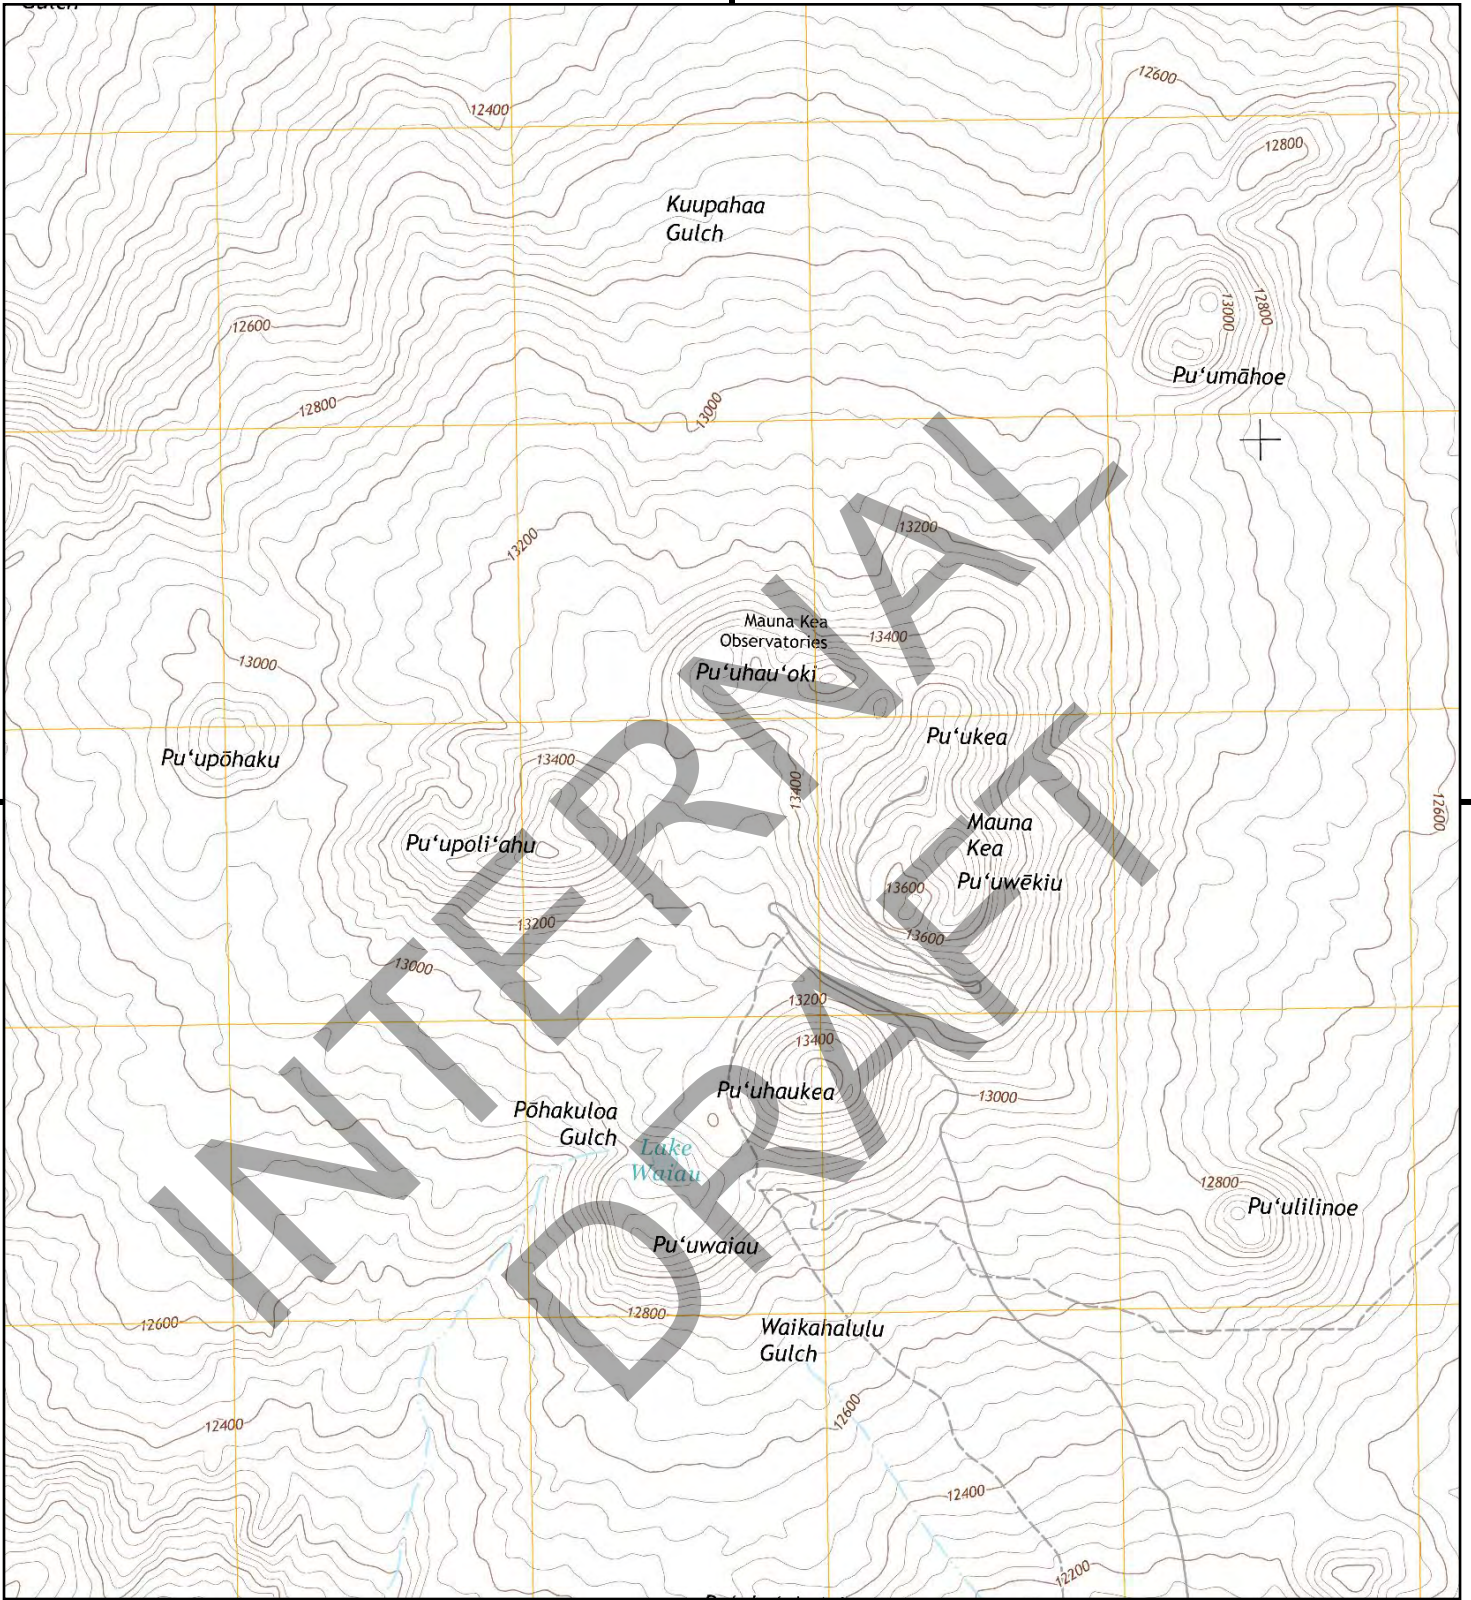 Gulch
12600
12400
12800
Kuupahaa
Gulch
13000
12800
12600
Pu‘umāhoe
12800
13000
13200
13200
Mauna Kea
Observatories
13400
Pu‘uhau‘oki
13000
Pu‘ukea
Pu‘upōhaku
13400
13400
12600
Mauna
Kea
Pu‘upoli‘ahu
Pu‘uwēkiu
13600
13200
13600
13000
13200
13400
Pu‘uhaukea
13000
Pōhakuloa
Gulch
Lake
Waiau
12800
Pu‘ulilinoe
Pu‘uwaiau
12800
12600
Waikahalulu
Gulch
12600
12400
12400
12200
INTERNAL
DRAFT